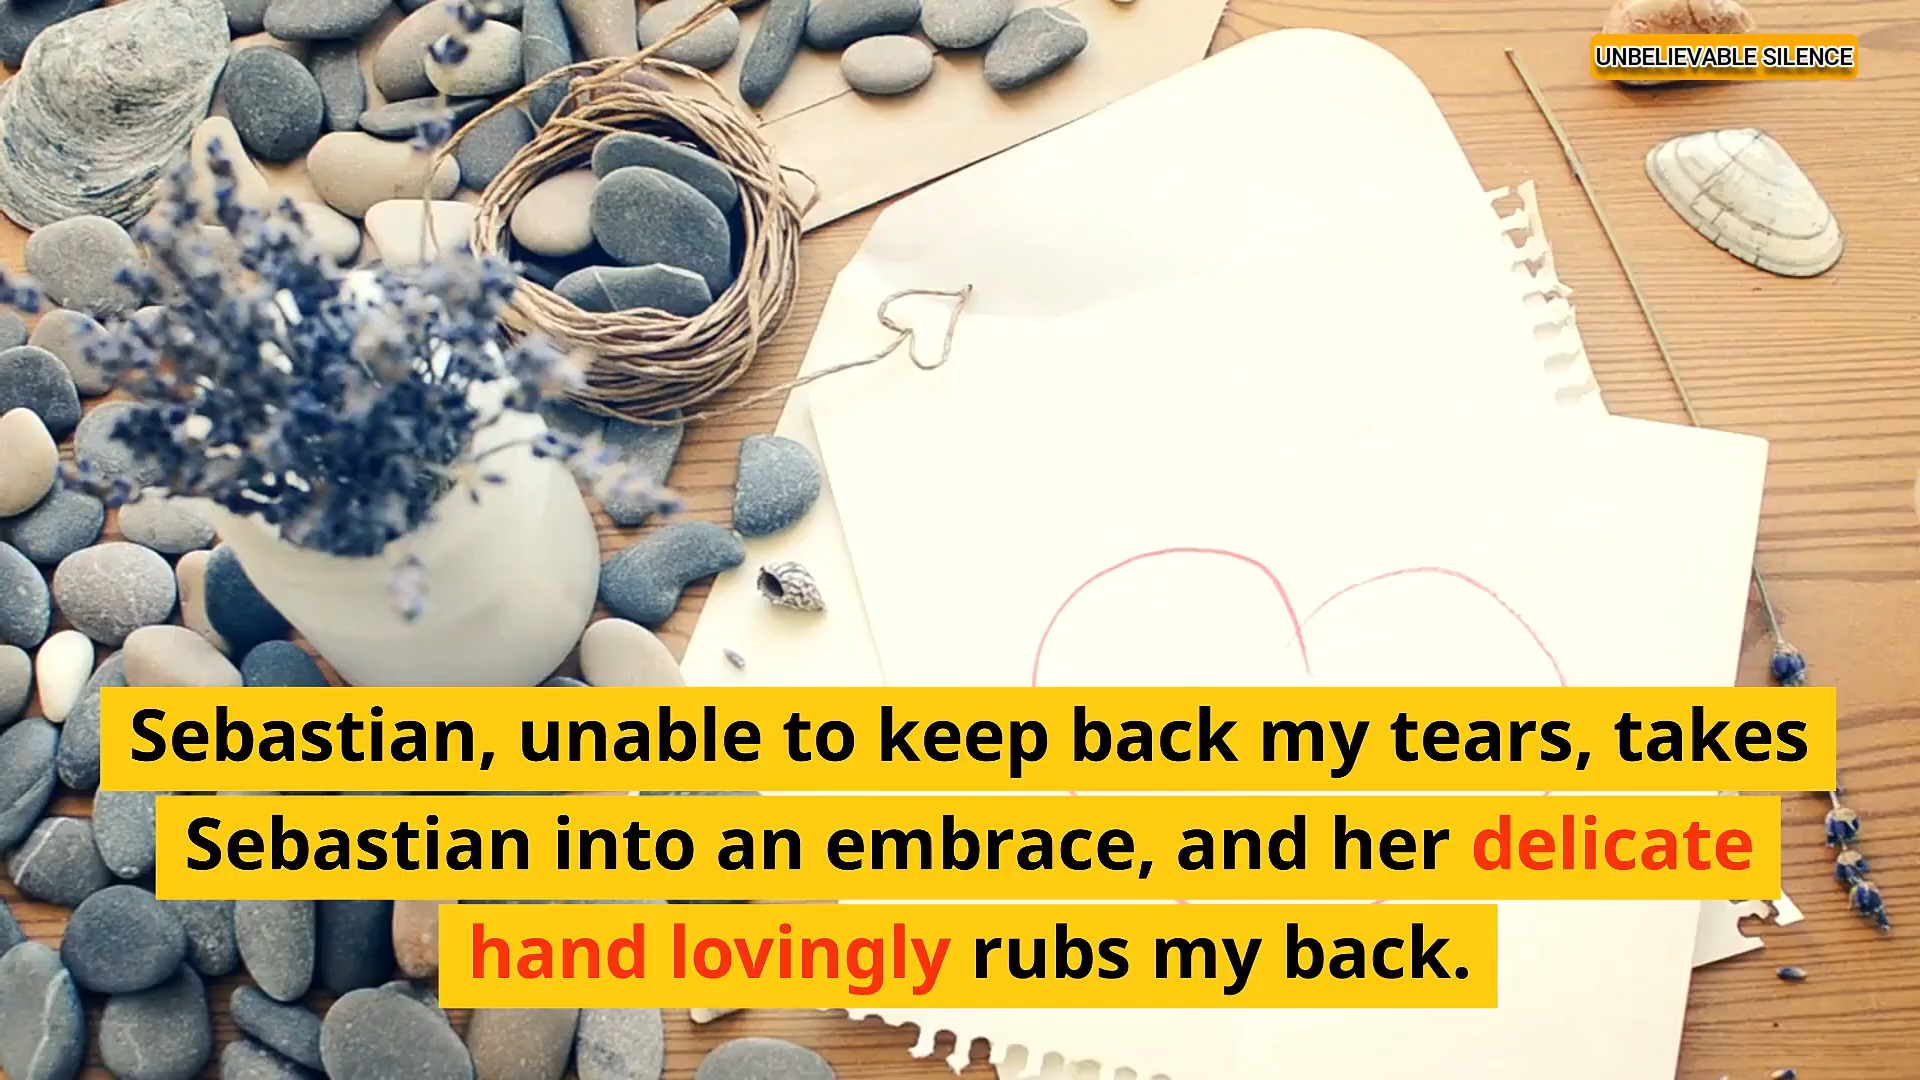 UNBELIEVABLE SILENCE
Sebastian, unable to keep back my tears, takes
Sebastian into an embrace, and her delicate
hand lovingly rubs my back.